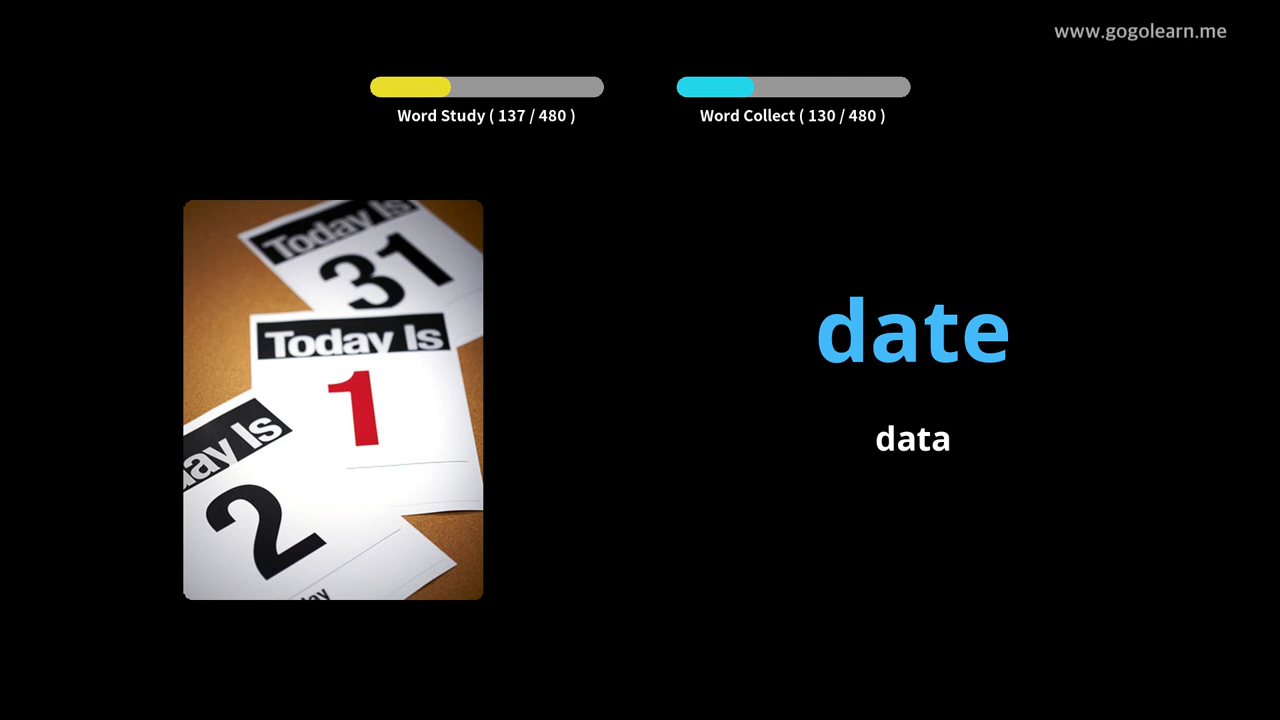 www.gogolearn.me
Word Study ( 137 / 480 )
Word Collect ( 130 / 480 )
Today Is
31
Today Is
1
day Is
2
date
data